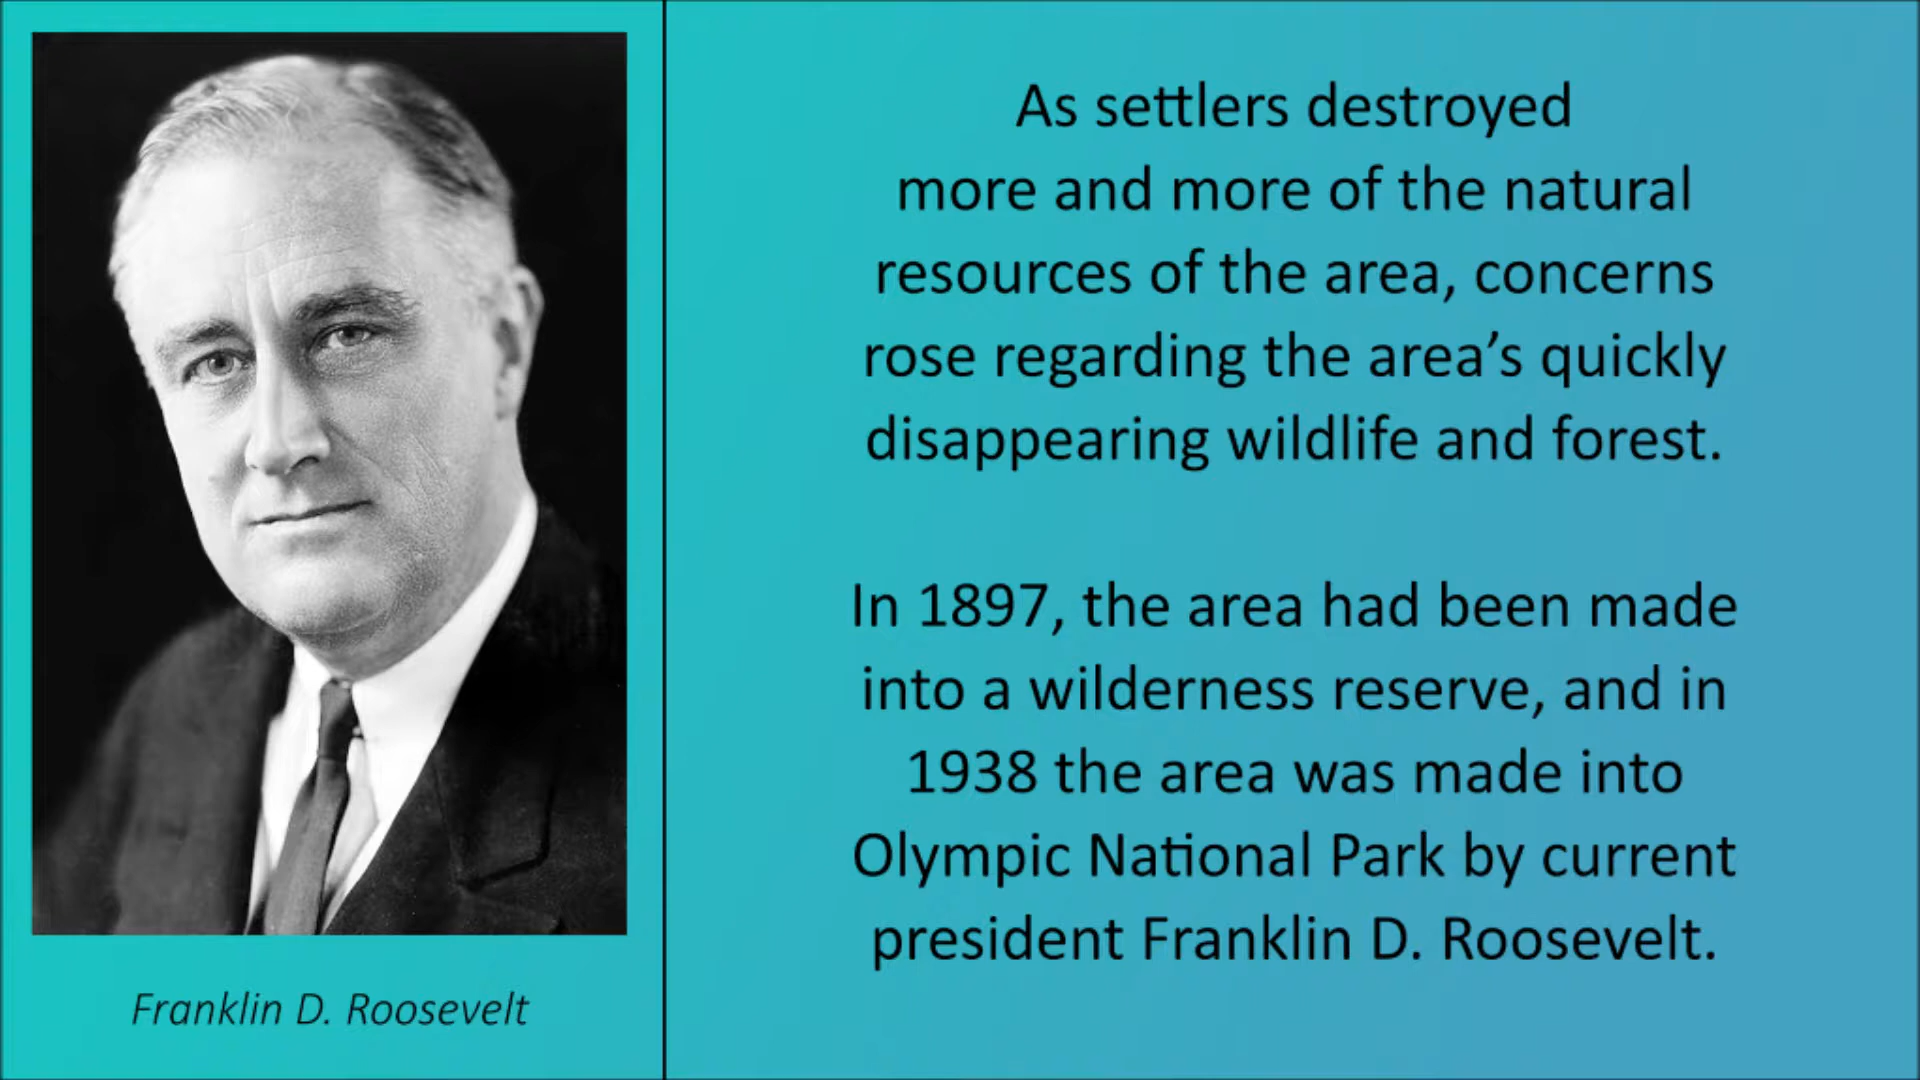 As settlers destroyed
more and more of the natural
resources of the area, concerns
rose regarding the area’s quickly
disappearing wildlife and forest.
In 1897, the area had been made
into a wilderness reserve, and in
1938 the area was made into
Olympic National Park by current
president Franklin D. Roosevelt.
Franklin D. Roosevelt